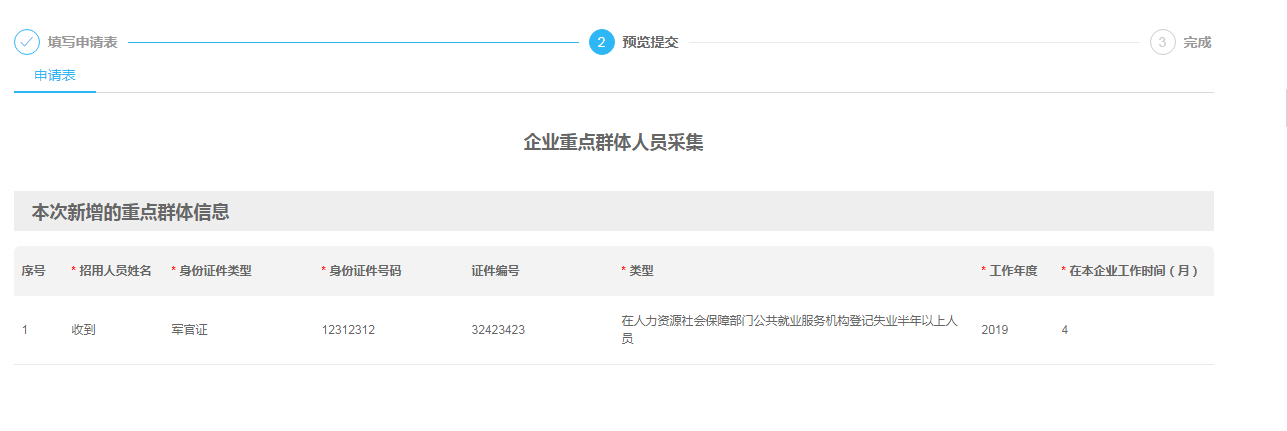 填写申请表 2 预览提交 3 完成
申请表
企业重点群体人员采集
本次新增的重点群体信息
序号 * 招用人员姓名 * 身份证件类型 * 身份证件号码 证件编号 * 类型 * 工作年度 * 在本企业工作时间（月）
1 收到 军官证 12312312 32423423 在人力资源社会保障部门公共就业服务机构登记失业半年以上人 2019 4
员